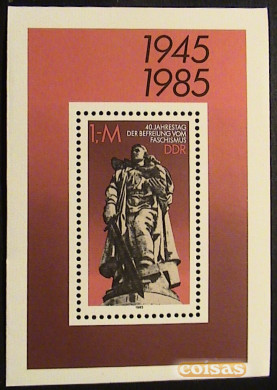 1945
1985
1,-M
40. JAHRESTAG
DER BEFREIUNG VOM
FASCHISMUS
DDR
1985
coisas